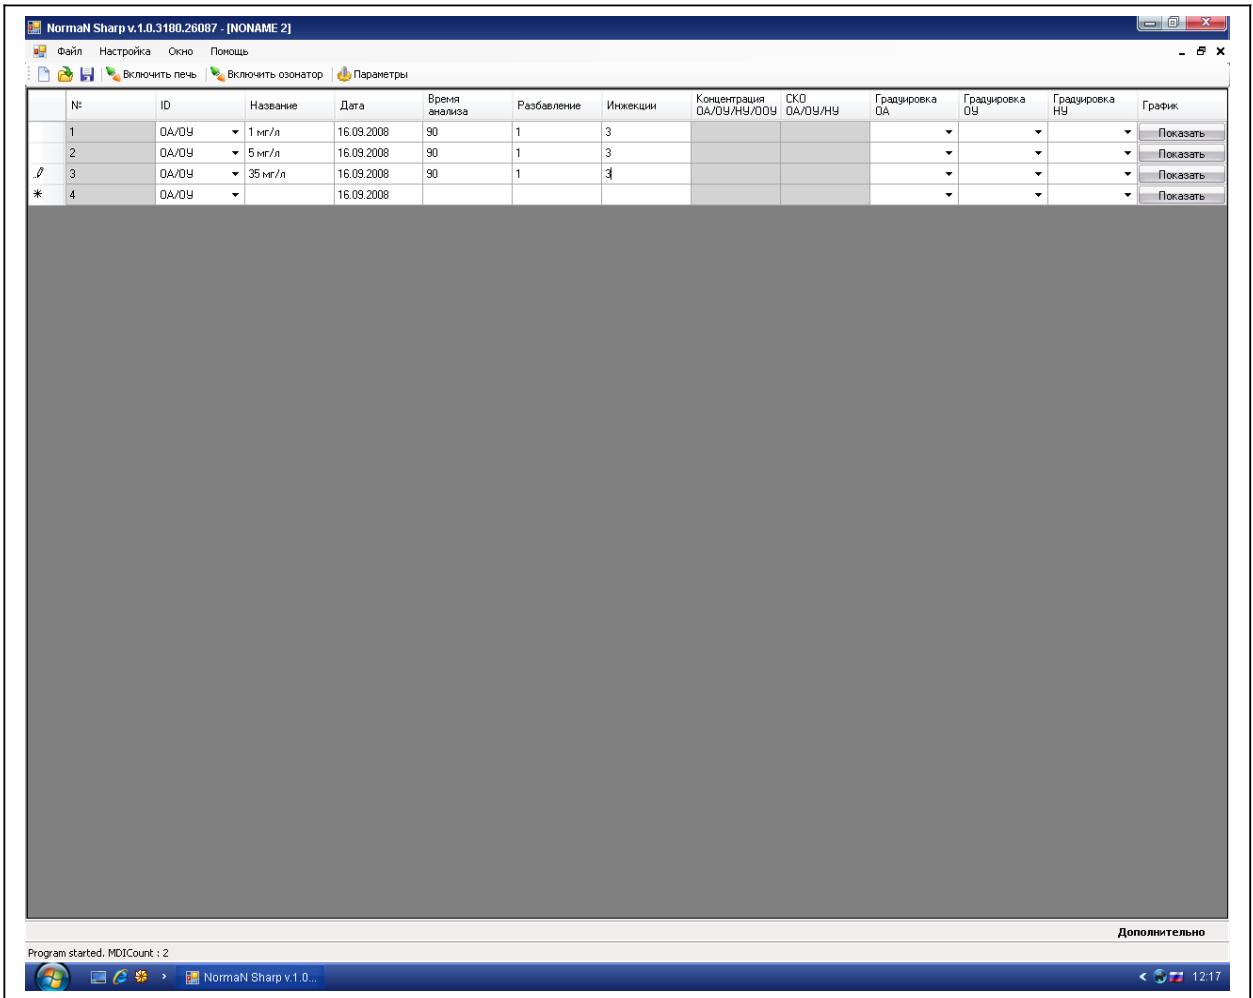 NormaN Sharp v.1.0.3180.26087 - [NONAME 2]
Файл Настройка Окно Помощь
Включить печь Включить озонатор Параметры
№ ID Название Дата Время анализа Разбавление Инжекции Концентрация ОА/ОУ/НУ/ООУ СКО ОА/ОУ/НУ Градуировка ОА Градуировка ОУ Градуировка НУ График
1 ОА/ОУ 1 мг/л 16.09.2008 90 1 3 Показать
2 ОА/ОУ 5 мг/л 16.09.2008 90 1 3 Показать
3 ОА/ОУ 35 мг/л 16.09.2008 90 1 3 Показать
4 ОА/ОУ 16.09.2008 Показать
Дополнительно
Program started. MDICount : 2
NormaN Sharp v.1.0... 12:17